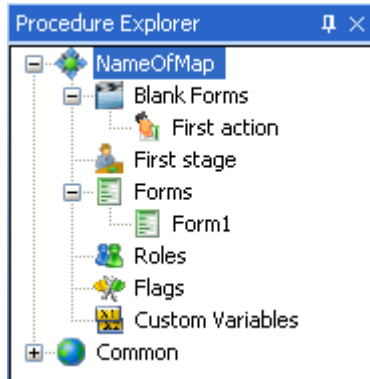 Procedure Explorer
NameOfMap
Blank Forms
First action
First stage
Forms
Form1
Roles
Flags
Custom Variables
Common